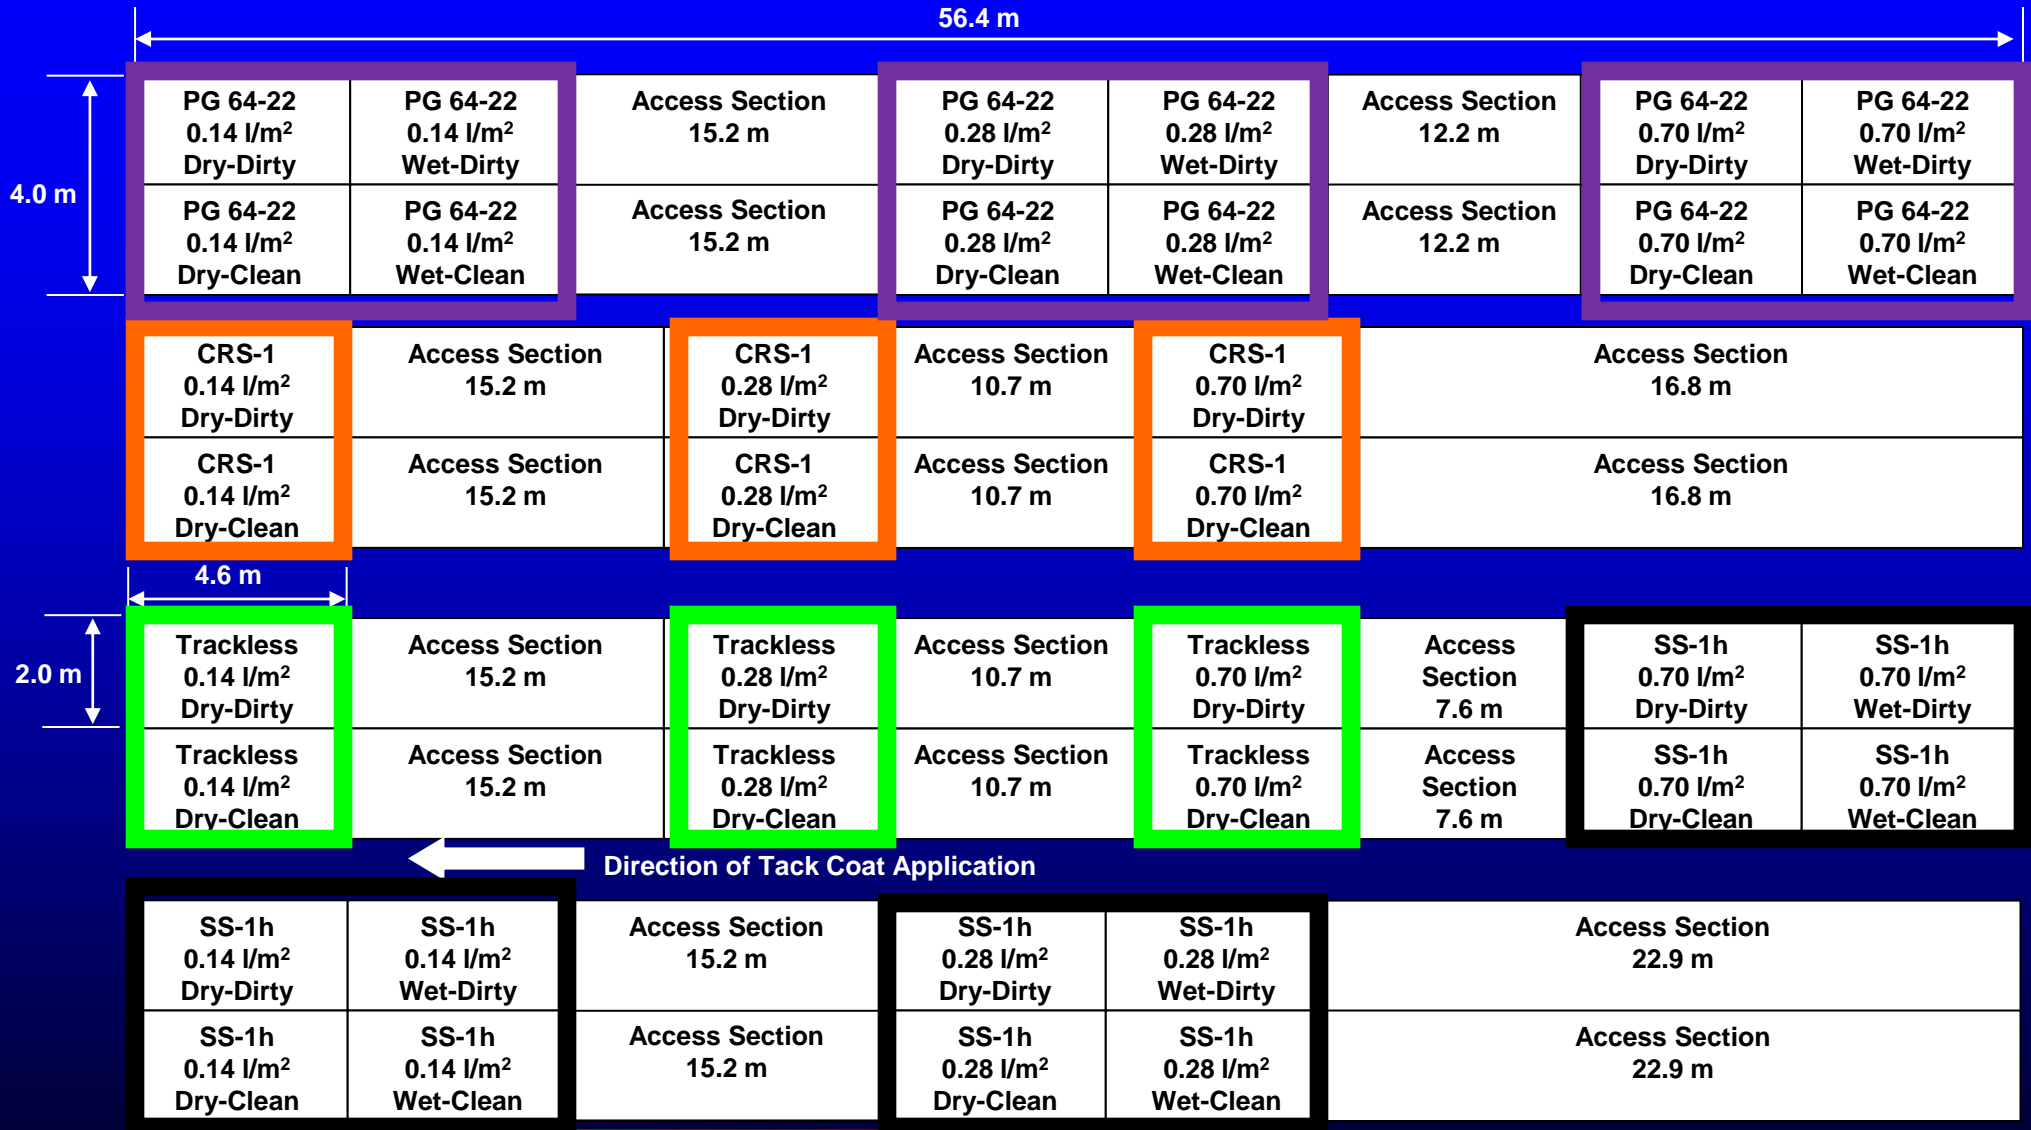 56.4 m
4.0 m
PG 64-22
0.14 l/m²
Dry-Dirty
PG 64-22
0.14 l/m²
Wet-Dirty
Access Section
15.2 m
PG 64-22
0.28 l/m²
Dry-Dirty
PG 64-22
0.28 l/m²
Wet-Dirty
Access Section
12.2 m
PG 64-22
0.70 l/m²
Dry-Dirty
PG 64-22
0.70 l/m²
Wet-Dirty
PG 64-22
0.14 l/m²
Dry-Clean
PG 64-22
0.14 l/m²
Wet-Clean
Access Section
15.2 m
PG 64-22
0.28 l/m²
Dry-Clean
PG 64-22
0.28 l/m²
Wet-Clean
Access Section
12.2 m
PG 64-22
0.70 l/m²
Dry-Clean
PG 64-22
0.70 l/m²
Wet-Clean
CRS-1
0.14 l/m²
Dry-Dirty
Access Section
15.2 m
CRS-1
0.28 l/m²
Dry-Dirty
Access Section
10.7 m
CRS-1
0.70 l/m²
Dry-Dirty
Access Section
16.8 m
CRS-1
0.14 l/m²
Dry-Clean
Access Section
15.2 m
CRS-1
0.28 l/m²
Dry-Clean
Access Section
10.7 m
CRS-1
0.70 l/m²
Dry-Clean
Access Section
16.8 m
4.6 m
2.0 m
Trackless
0.14 l/m²
Dry-Dirty
Access Section
15.2 m
Trackless
0.28 l/m²
Dry-Dirty
Access Section
10.7 m
Trackless
0.70 l/m²
Dry-Dirty
Access
Section
7.6 m
SS-1h
0.70 l/m²
Dry-Dirty
SS-1h
0.70 l/m²
Wet-Dirty
Trackless
0.14 l/m²
Dry-Clean
Access Section
15.2 m
Trackless
0.28 l/m²
Dry-Clean
Access Section
10.7 m
Trackless
0.70 l/m²
Dry-Clean
Access
Section
7.6 m
SS-1h
0.70 l/m²
Dry-Clean
SS-1h
0.70 l/m²
Wet-Clean
Direction of Tack Coat Application
SS-1h
0.14 l/m²
Dry-Dirty
SS-1h
0.14 l/m²
Wet-Dirty
Access Section
15.2 m
SS-1h
0.28 l/m²
Dry-Dirty
SS-1h
0.28 l/m²
Wet-Dirty
Access Section
22.9 m
SS-1h
0.14 l/m²
Dry-Clean
SS-1h
0.14 l/m²
Wet-Clean
Access Section
15.2 m
SS-1h
0.28 l/m²
Dry-Clean
SS-1h
0.28 l/m²
Wet-Clean
Access Section
22.9 m